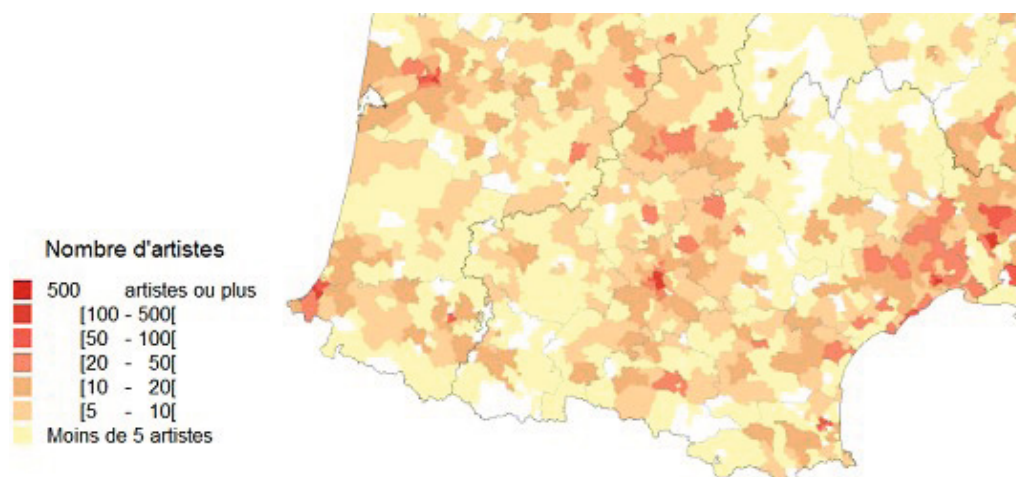 Nombre d'artistes
500 artistes ou plus
[100 - 500[
[50 - 100[
[20 - 50[
[10 - 20[
[5 - 10[
Moins de 5 artistes